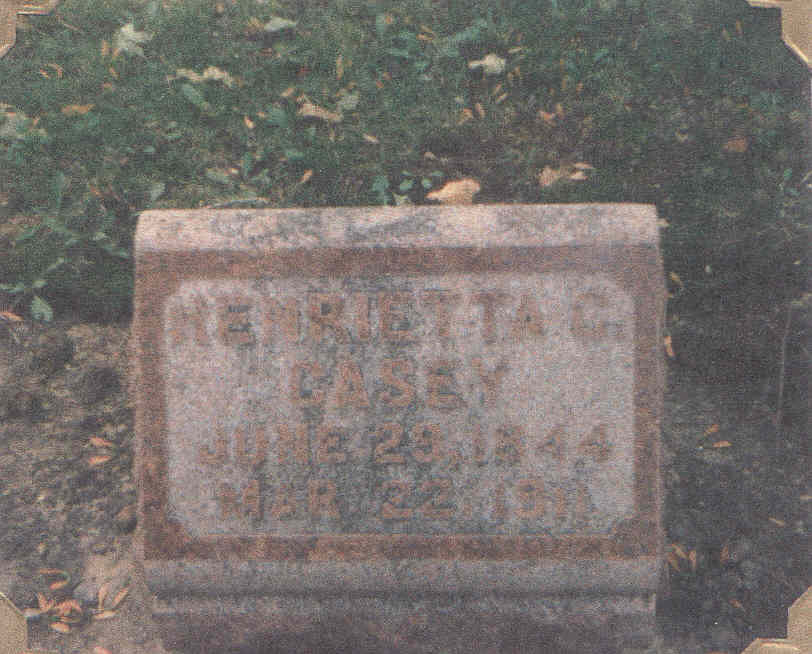 HENRIETTA C.
CASEY
JUNE 29, 1844
MAR. 22, 1911